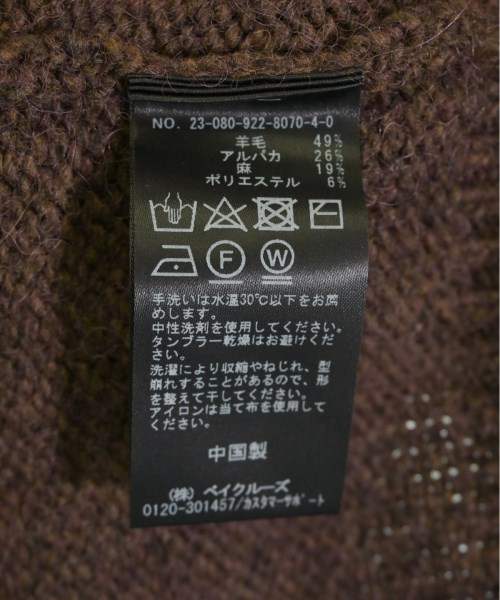 NO. 23-080-922-8070-4-0
羊毛 49%
アルパカ 26%
麻 19%
ポリエステル 6%
F W
手洗いは水温30℃以下をお薦
めします。
中性洗剤を使用してください。
タンブラー乾燥はお避けくださ
い。
洗濯により収縮やねじれ、型
崩れすることがあるので、形
を整えて干してください。
アイロンは当て布を使用して
ください。
中国製
(株) ベイクルーズ
0120-301457/カスタマーサポート